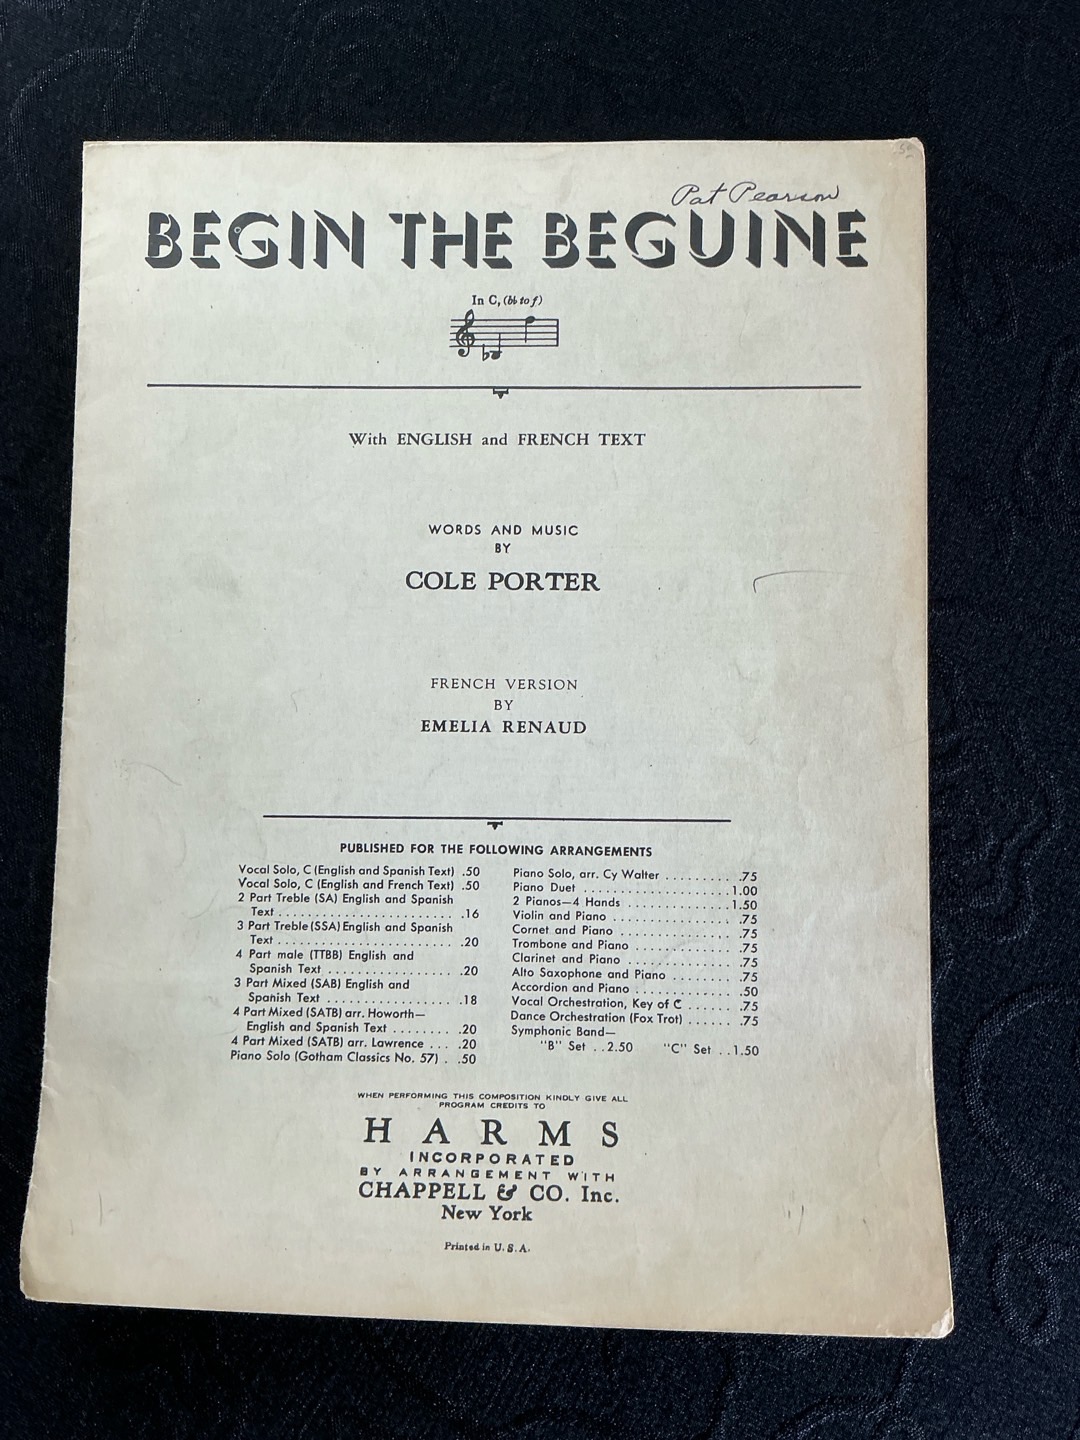 Pat Pearson
BEGIN THE BEGUINE
In C, (b♭ to f)
With ENGLISH and FRENCH TEXT
WORDS AND MUSIC
BY
COLE PORTER
FRENCH VERSION
BY
EMELIA RENAUD
PUBLISHED FOR THE FOLLOWING ARRANGEMENTS
Vocal Solo, C (English and Spanish Text) .50
Vocal Solo, C (English and French Text) .50
2 Part Treble (SA) English and Spanish
Text . . . . . . . . . . . . . . . . . . . . . . . . .16
3 Part Treble (SSA) English and Spanish
Text . . . . . . . . . . . . . . . . . . . . . . . . .20
4 Part male (TTBB) English and
Spanish Text . . . . . . . . . . . . . . . . . .20
3 Part Mixed (SAB) English and
Spanish Text . . . . . . . . . . . . . . . . . .18
4 Part Mixed (SATB) arr. Howorth—
English and Spanish Text . . . . . . . . .20
4 Part Mixed (SATB) arr. Lawrence . . . .20
Piano Solo (Gotham Classics No. 57) . .50
Piano Solo, arr. Cy Walter . . . . . . . . . .75
Piano Duet . . . . . . . . . . . . . . . . . . . . 1.00
2 Pianos—4 Hands . . . . . . . . . . . . . . 1.50
Violin and Piano . . . . . . . . . . . . . . . . .75
Cornet and Piano . . . . . . . . . . . . . . . . .75
Trombone and Piano . . . . . . . . . . . . . .75
Clarinet and Piano . . . . . . . . . . . . . . . .75
Alto Saxophone and Piano . . . . . . . . .75
Accordion and Piano . . . . . . . . . . . . . .50
Vocal Orchestration, Key of C . . . . . . .75
Dance Orchestration (Fox Trot) . . . . . .75
Symphonic Band—
"B" Set . . 2.50 "C" Set . . 1.50
WHEN PERFORMING THIS COMPOSITION KINDLY GIVE ALL
PROGRAM CREDITS TO
HARMS
INCORPORATED
BY ARRANGEMENT WITH
CHAPPELL & CO. Inc.
New York
Printed in U. S. A.